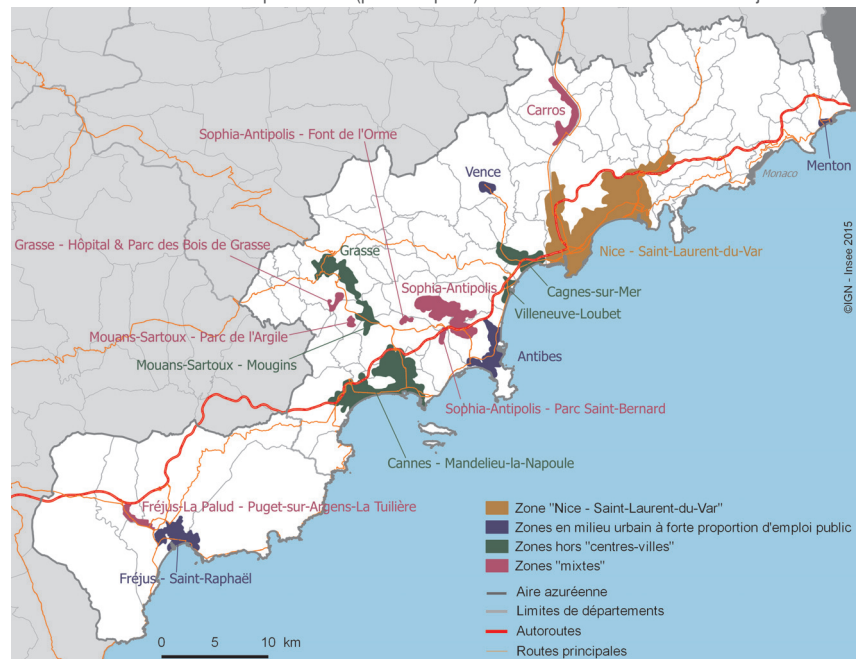 Carros
Sophia-Antipolis - Font de l'Orme
Menton
Vence
Monaco
Grasse - Hôpital & Parc des Bois de Grasse
Grasse
Nice - Saint-Laurent-du-Var
Sophia-Antipolis
Cagnes-sur-Mer
Villeneuve-Loubet
Mouans-Sartoux - Parc de l'Argile
Mouans-Sartoux - Mougins
Antibes
Sophia-Antipolis - Parc Saint-Bernard
Cannes - Mandelieu-la-Napoule
Fréjus-La Palud - Puget-sur-Argens-La Tuilière
Fréjus - Saint-Raphaël
©IGN - Insee 2015
Zone "Nice - Saint-Laurent-du-Var"
Zones en milieu urbain à forte proportion d'emploi public
Zones hors "centres-villes"
Zones "mixtes"
Aire azuréenne
Limites de départements
Autoroutes
Routes principales
0 5 10 km